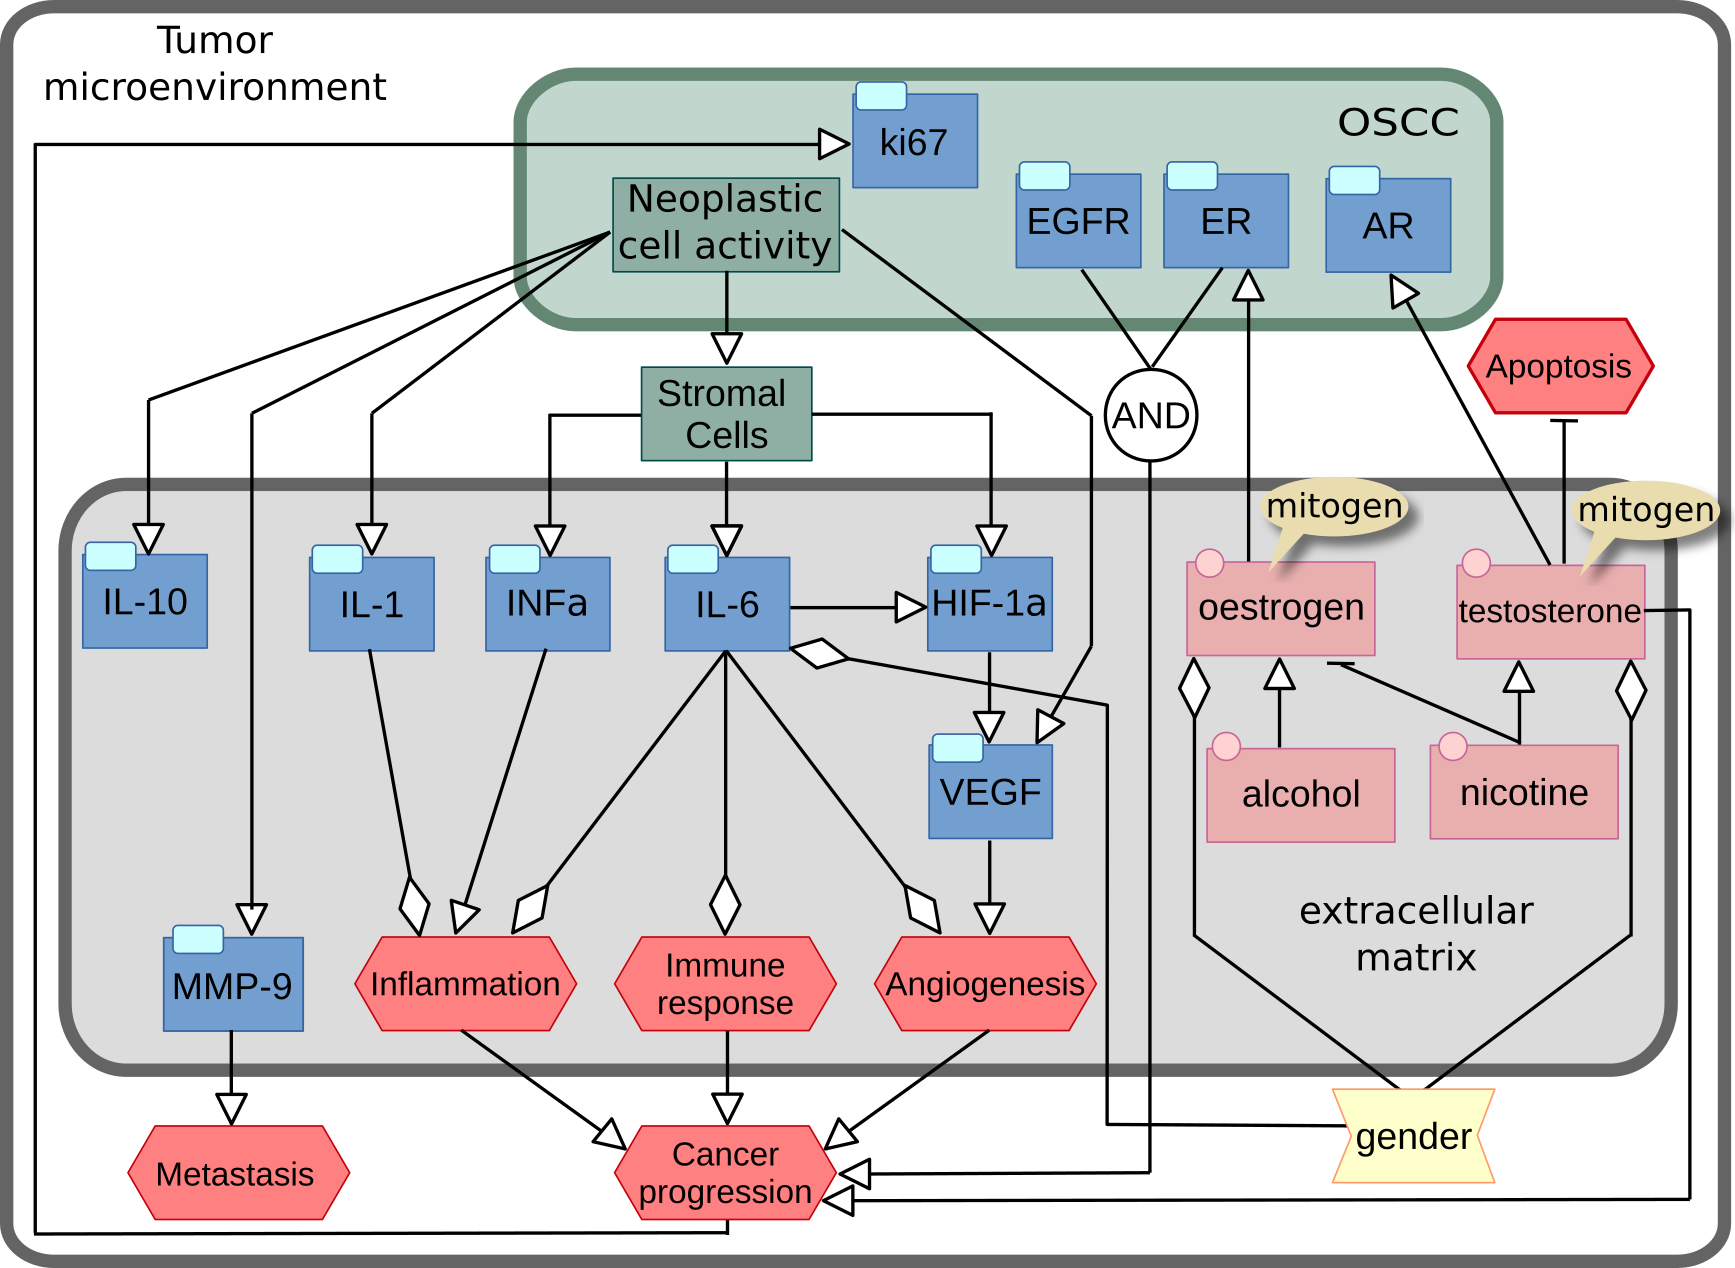 Tumor
microenvironment
OSCC
ki67
Neoplastic
cell activity
EGFR
ER
AR
Stromal
Cells
AND
Apoptosis
mitogen
mitogen
IL-10
IL-1
INFa
IL-6
HIF-1a
oestrogen
testosterone
VEGF
alcohol
nicotine
extracellular
matrix
MMP-9
Inflammation
Immune
response
Angiogenesis
Metastasis
Cancer
progression
gender